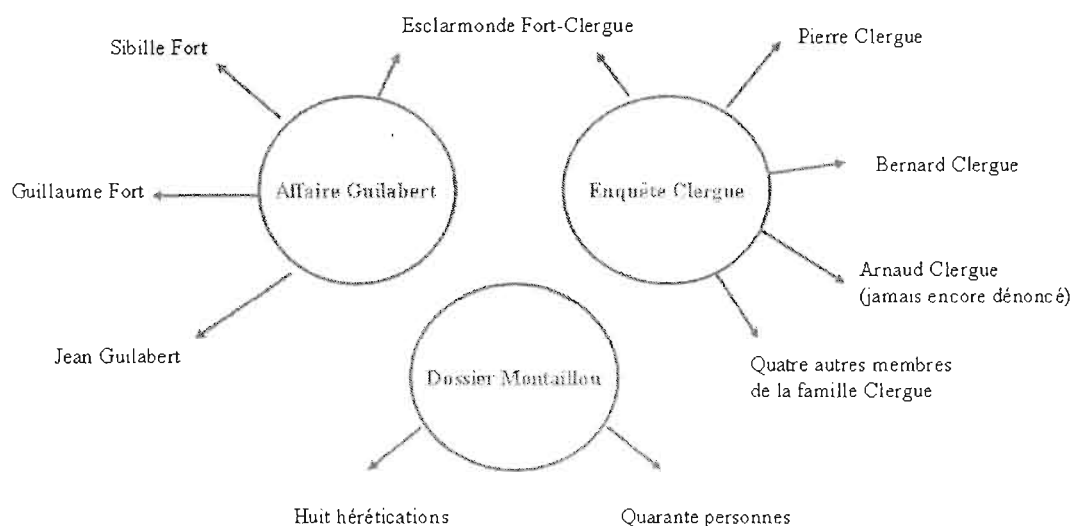 Esclarmonde Fort-Clergue
Sibille Fort
Pierre Clergue
Guillaume Fort
Affaire Guilabert
Enquête Clergue
Bernard Clergue
Arnaud Clergue
(jamais encore dénoncé)
Jean Guilabert
Dossier Montaillou
Quatre autres membres
de la famille Clergue
Huit hérétications
Quarante personnes